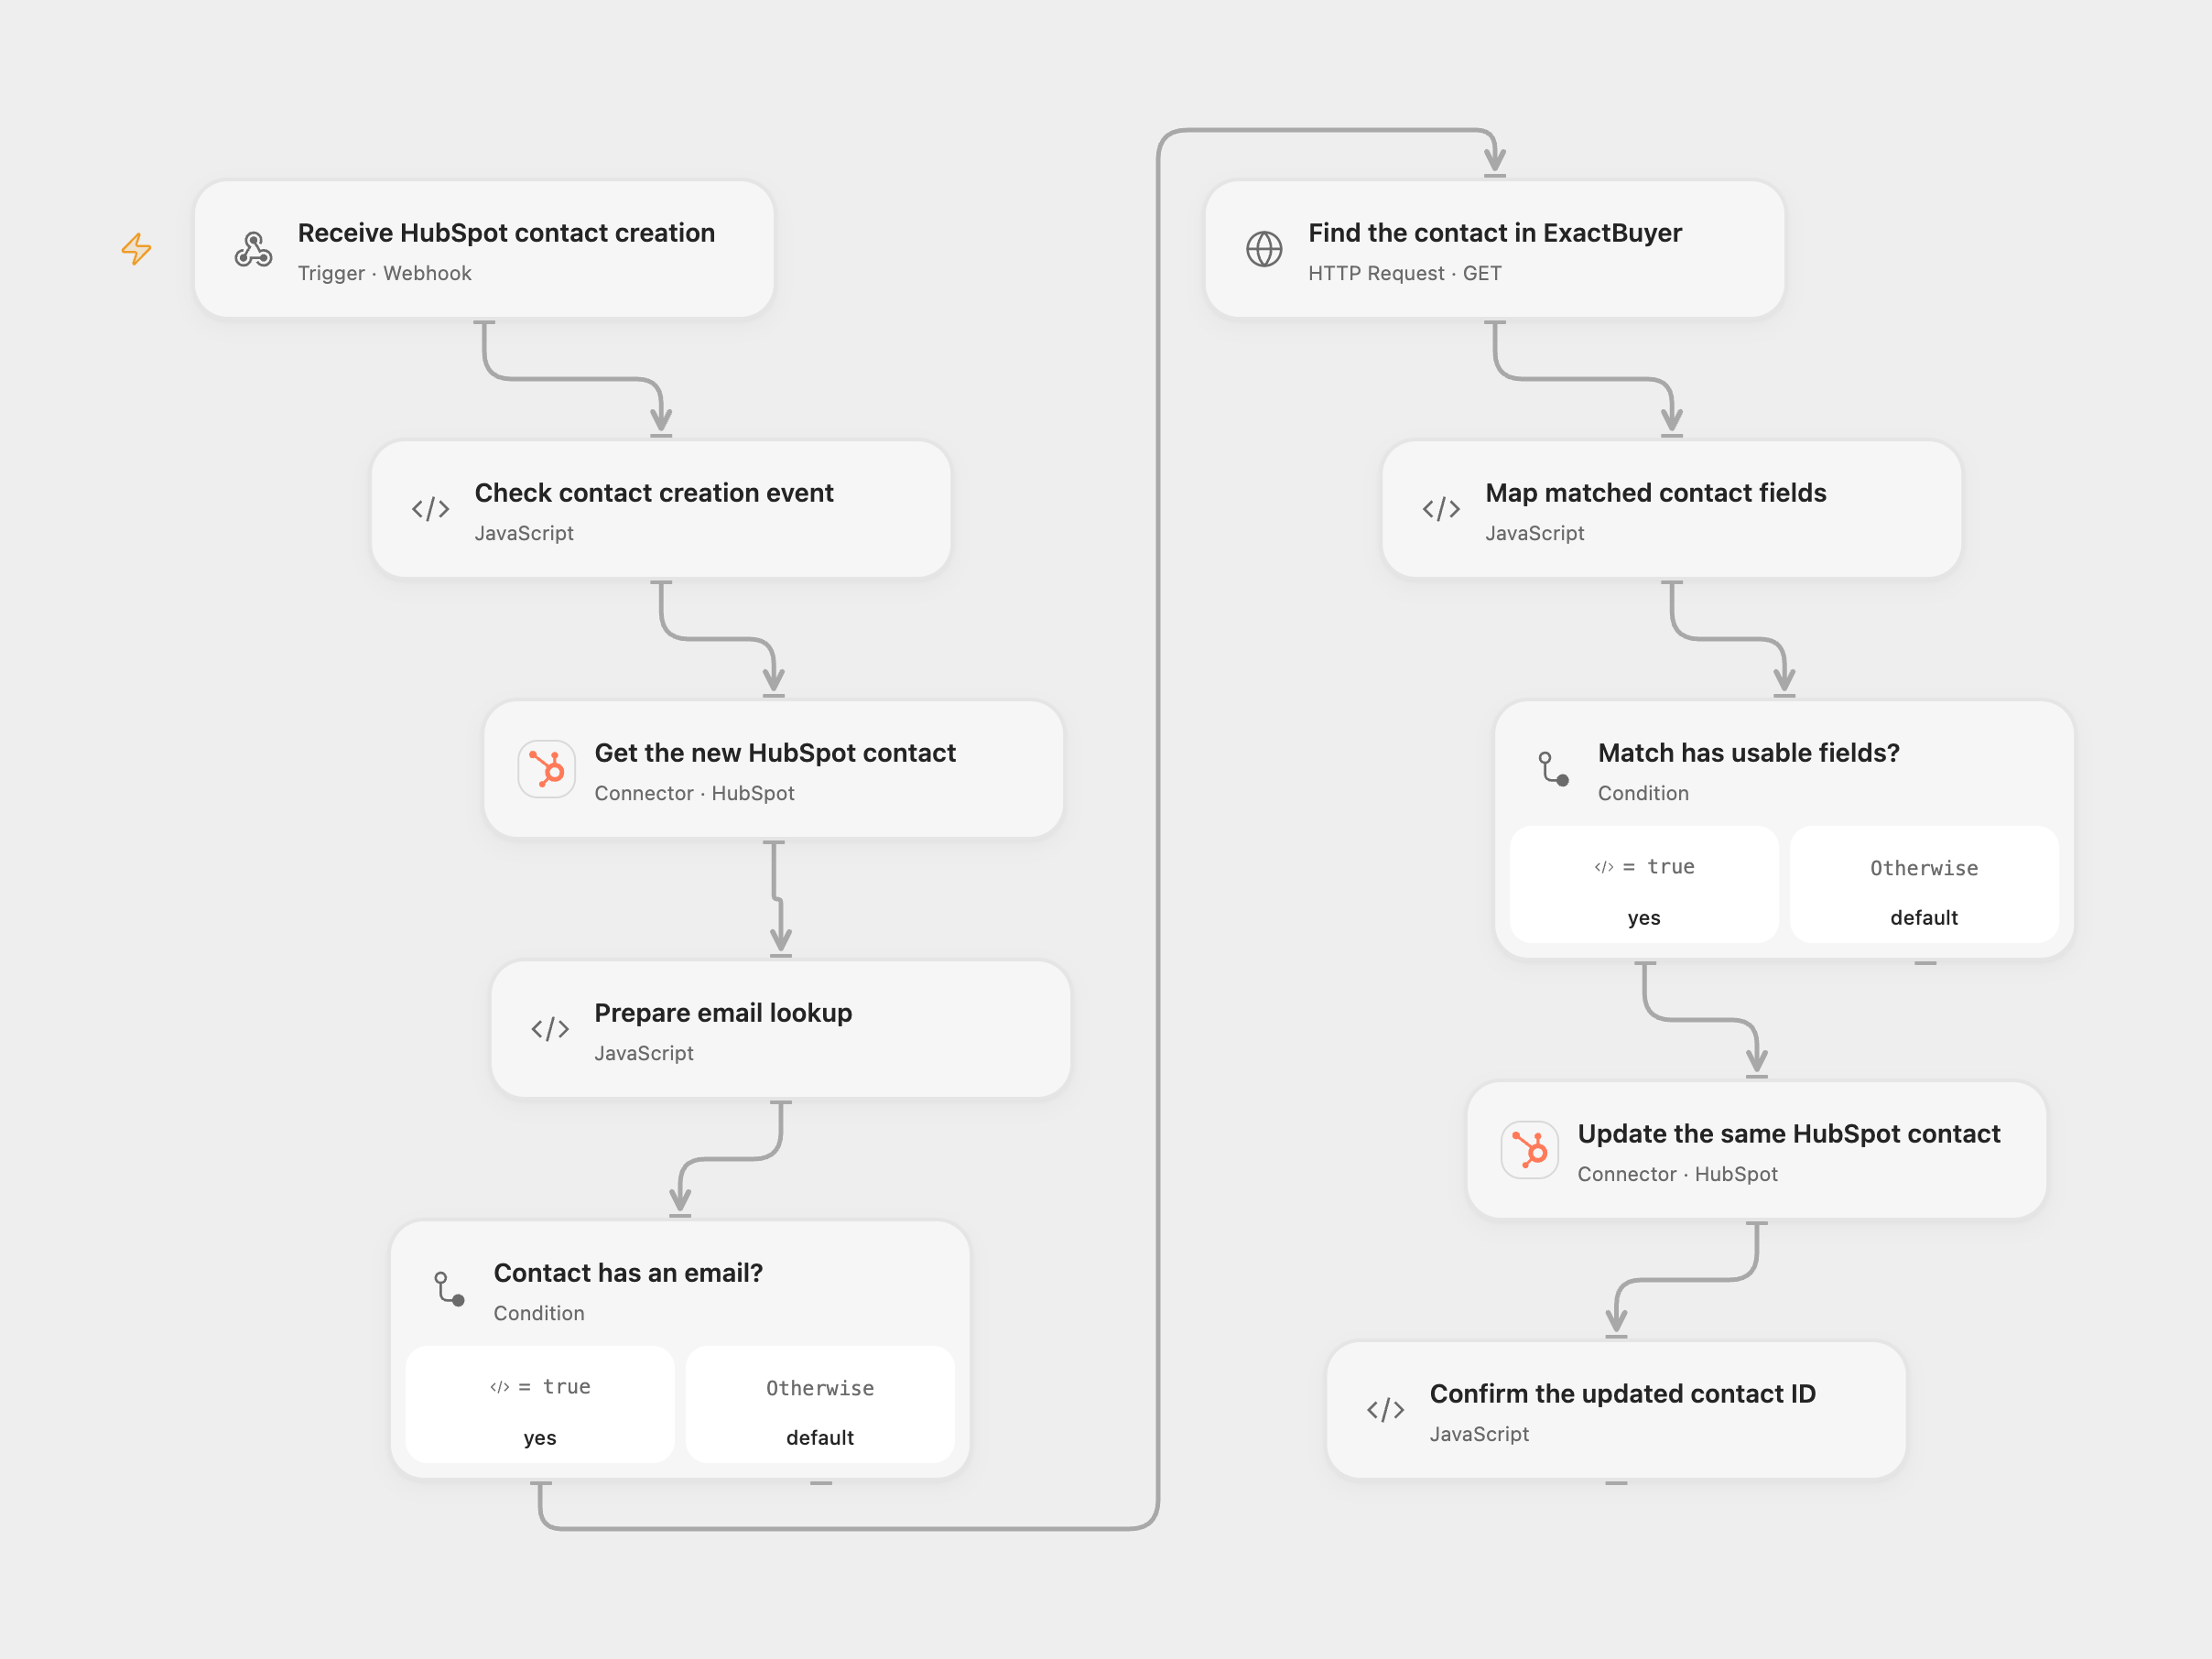 Receive HubSpot contact creation
Trigger · Webhook
Check contact creation event
JavaScript
Get the new HubSpot contact
Connector · HubSpot
Prepare email lookup
JavaScript
Contact has an email?
Condition
</> = true
yes
Otherwise
default
Find the contact in ExactBuyer
HTTP Request · GET
Map matched contact fields
JavaScript
Match has usable fields?
Condition
</> = true
yes
Otherwise
default
Update the same HubSpot contact
Connector · HubSpot
Confirm the updated contact ID
JavaScript